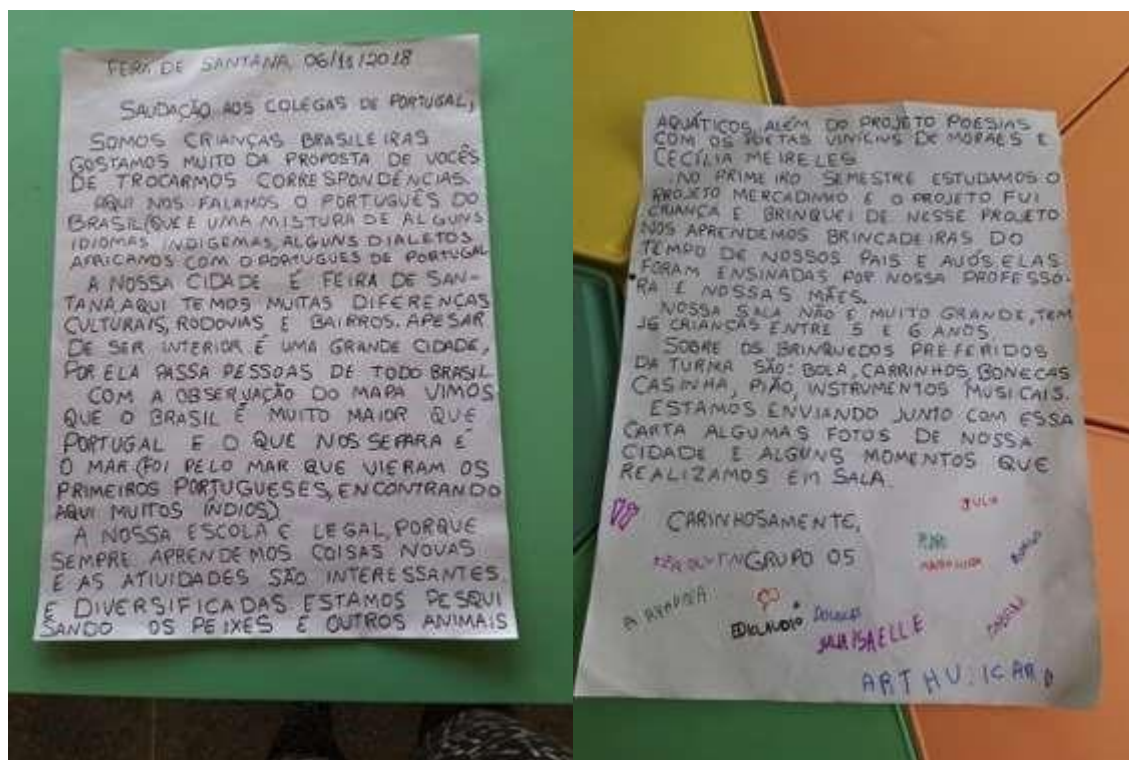 FEIRA DE SANTANA, 06/11/2018
SAUDAÇÃO AOS COLEGAS DE PORTUGAL,
SOMOS CRIANÇAS BRASILEIRAS
GOSTAMOS MUITO DA PROPOSTA DE VOCÊS
DE TROCARMOS CORRESPONDÊNCIAS.
AQUI NOS FALAMOS O PORTUGUÊS DO
BRASIL (QUE É UMA MISTURA DE ALGUNS
IDIOMAS INDIGEMAS, ALGUNS DIALETOS
AFRICANOS COM O PORTUGUES DE PORTUGAL
A NOSSA CIDADE É FEIRA DE SAN-
TANA, AQUI TEMOS MUITAS DIFERENÇAS
CULTURAIS, RODOVIAS E BAIRROS. APESAR
DE SER INTERIOR É UMA GRANDE CIDADE,
POR ELA PASSA PESSOAS DE TODO BRASIL
COM A OBSERVAÇÃO DO MAPA VIMOS
QUE O BRASIL É MUITO MAIOR QUE
PORTUGAL E O QUE NOS SEPARA É
O MAR (FOI PELO MAR QUE VIERAM OS
PRIMEIROS PORTUGUESES, ENCONTRANDO
AQUI MUITOS ÍNDIOS)
A NOSSA ESCOLA É LEGAL, PORQUE
SEMPRE APRENDEMOS COISAS NOVAS
E AS ATIVIDADES SÃO INTERESSANTES
E DIVERSIFICADAS ESTAMOS PESQUI
SANDO OS PEIXES E OUTROS ANIMAIS
AQUÁTICOS ALÉM DO PROJETO POESIAS
COM OS POETAS VINÍCIUS DE MORAES E
CECÍLIA MEIRELES
NO PRIMEIRO SEMESTRE ESTUDAMOS O
PROJETO MERCADINHO E O PROJETO FUI
CRIANÇA E BRINQUEI DE NESSE PROJETO
NOS APRENDEMOS BRINCADEIRAS DO
TEMPO DE NOSSOS PAIS E AVÓS, ELAS
FORAM ENSINADAS POR NOSSA PROFESSO-
RA E NOSSAS MÃES.
NOSSA SALA NÃO É MUITO GRANDE, TEM
16 CRIANÇAS ENTRE 5 E 6 ANOS.
SOBRE OS BRINQUEDOS PREFERIDOS
DA TURMA SÃO: BOLA, CARRINHOS BONECAS
CASINHA, PIÃO, INSTRUMENTOS MUSICAIS.
ESTAMOS ENVIANDO JUNTO COM ESSA
CARTA ALGUMAS FOTOS DE NOSSA
CIDADE E ALGUNS MOMENTOS QUE
REALIZAMOS EM SALA.
JULIO
CARINHOSAMENTE,
GRUPO 05
EDICLAUDIO
ISAELLE
ARTHU